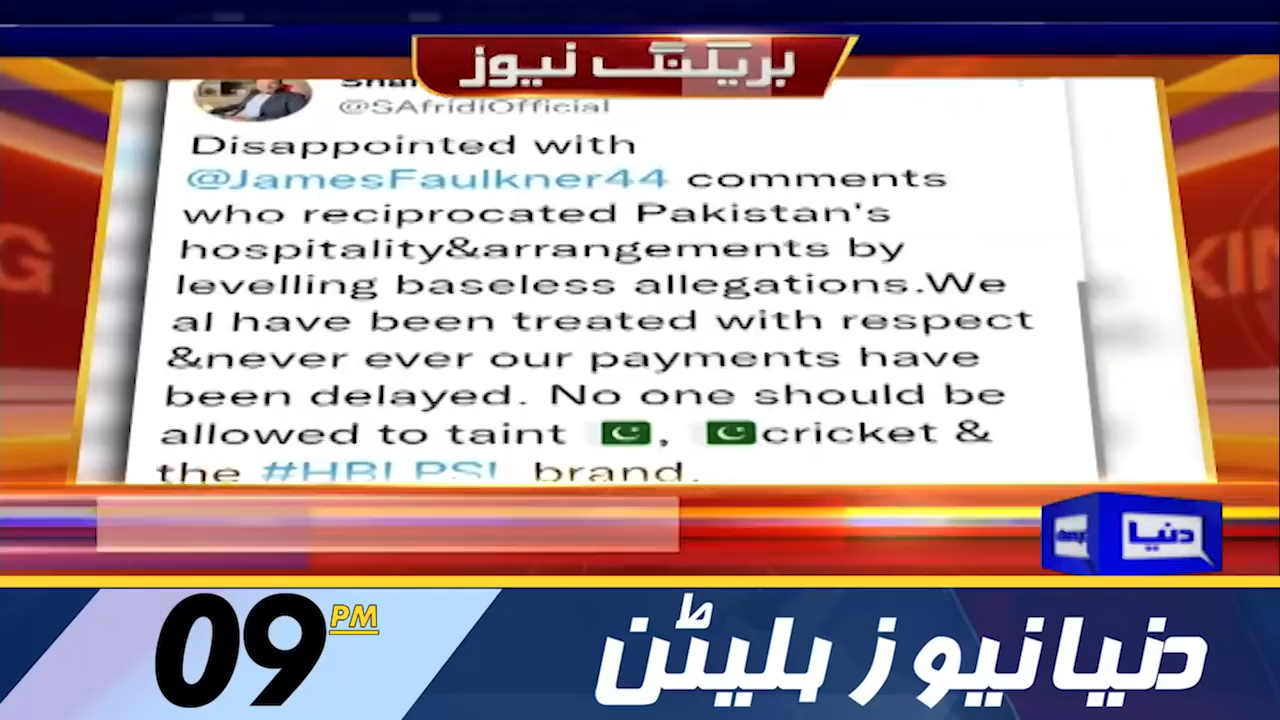 بریکنگ نیوز
@SAfridiOfficial
Disappointed with
@JamesFaulkner44 comments
who reciprocated Pakistan's
hospitality&arrangements by
levelling baseless allegations.We
al have been treated with respect
&never ever our payments have
been delayed. No one should be
allowed to taint 🇵🇰, 🇵🇰cricket &
the #HBLPSL brand.
دنیا
09 PM
دنیا نیوز بلیٹن